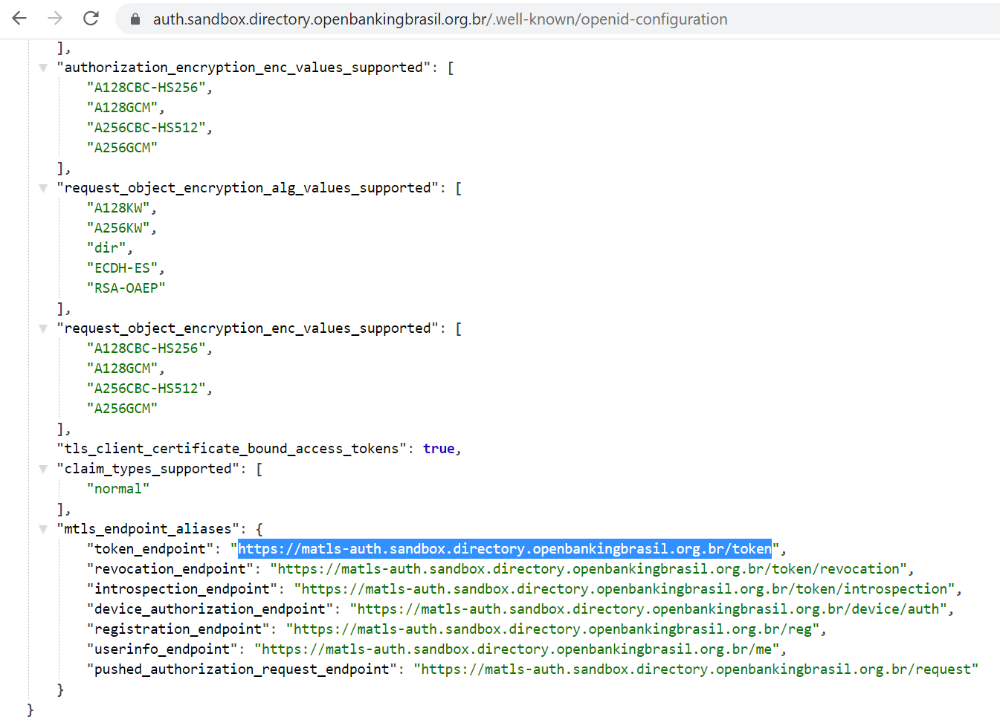 auth.sandbox.directory.openbankingbrasil.org.br/.well-known/openid-configuration
],
"authorization_encryption_enc_values_supported": [
"A128CBC-HS256",
"A128GCM",
"A256CBC-HS512",
"A256GCM"
],
"request_object_encryption_alg_values_supported": [
"A128KW",
"A256KW",
"dir",
"ECDH-ES",
"RSA-OAEP"
],
"request_object_encryption_enc_values_supported": [
"A128CBC-HS256",
"A128GCM",
"A256CBC-HS512",
"A256GCM"
],
"tls_client_certificate_bound_access_tokens": true,
"claim_types_supported": [
"normal"
],
"mtls_endpoint_aliases": {
"token_endpoint": "https://matls-auth.sandbox.directory.openbankingbrasil.org.br/token",
"revocation_endpoint": "https://matls-auth.sandbox.directory.openbankingbrasil.org.br/token/revocation",
"introspection_endpoint": "https://matls-auth.sandbox.directory.openbankingbrasil.org.br/token/introspection",
"device_authorization_endpoint": "https://matls-auth.sandbox.directory.openbankingbrasil.org.br/device/auth",
"registration_endpoint": "https://matls-auth.sandbox.directory.openbankingbrasil.org.br/reg",
"userinfo_endpoint": "https://matls-auth.sandbox.directory.openbankingbrasil.org.br/me",
"pushed_authorization_request_endpoint": "https://matls-auth.sandbox.directory.openbankingbrasil.org.br/request"
}
}